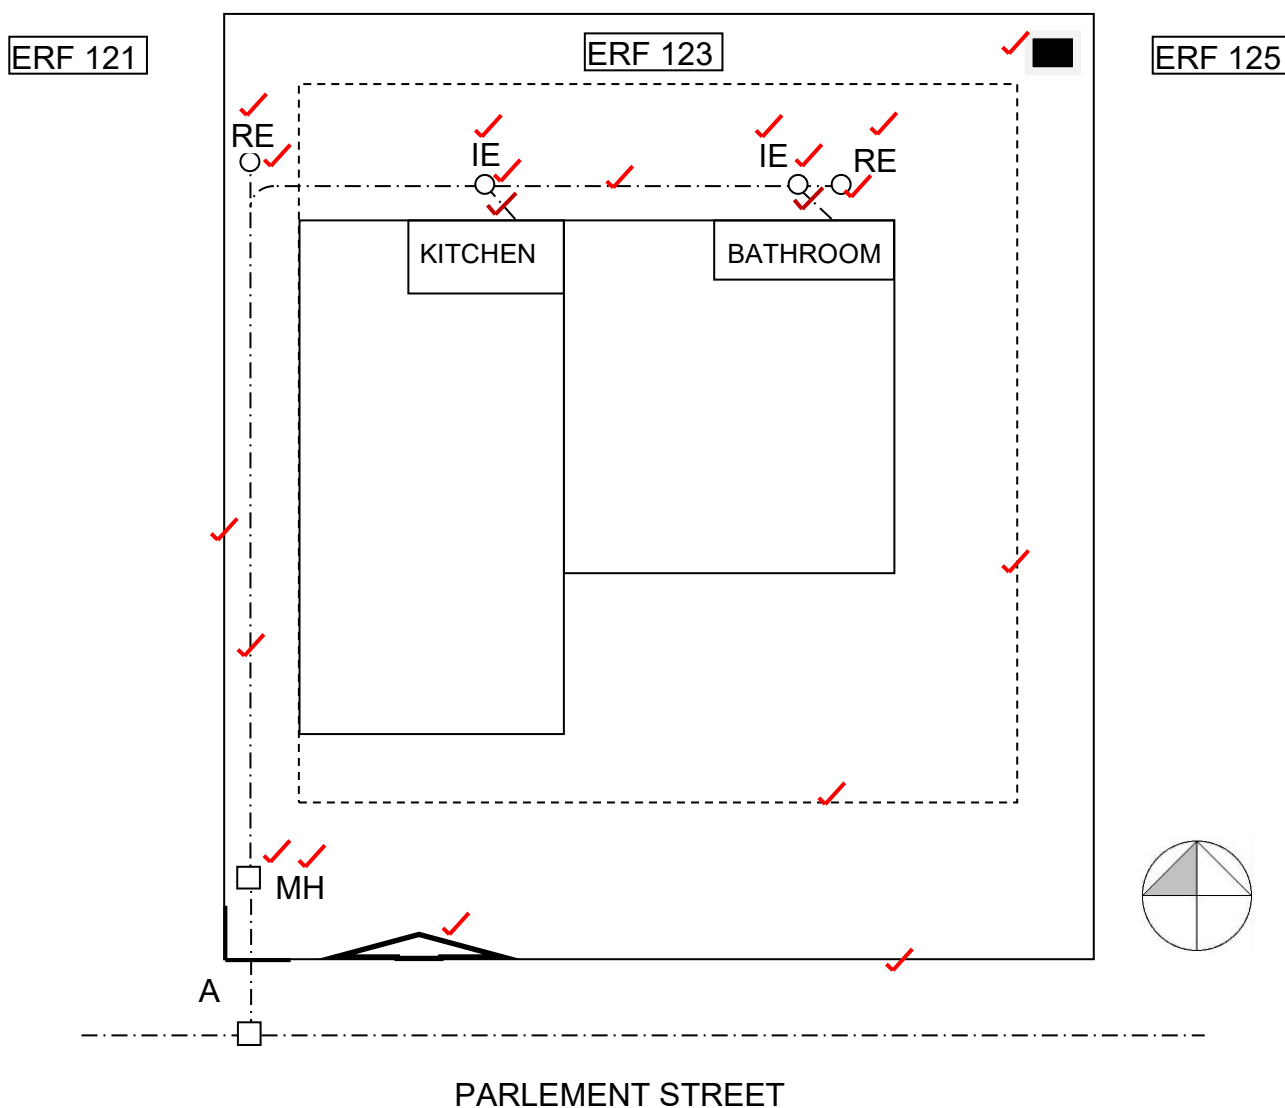 ERF 121
ERF 123
ERF 125
RE
IE
IE
RE
KITCHEN
BATHROOM
MH
A
PARLEMENT STREET